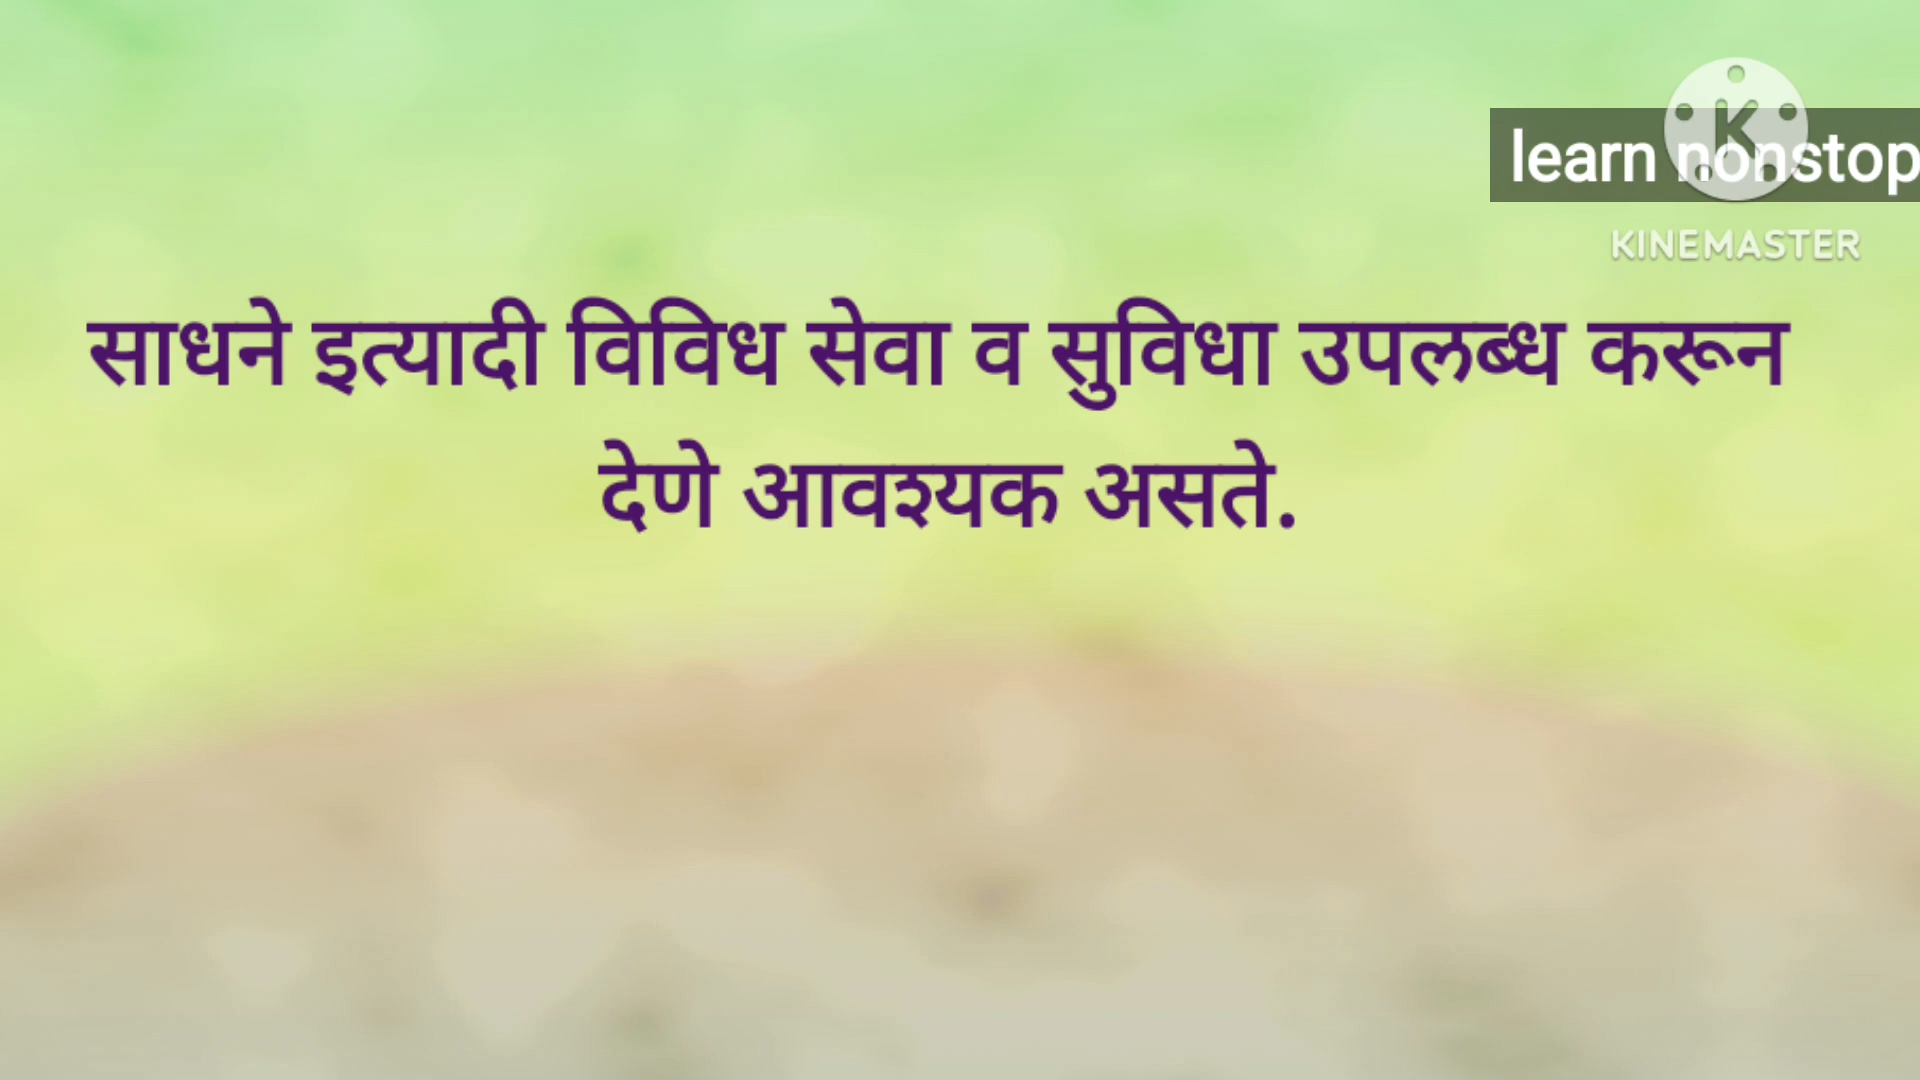 learn nonstop
KINEMASTER
साधने इत्यादी विविध सेवा व सुविधा उपलब्ध करून
देणे आवश्यक असते.